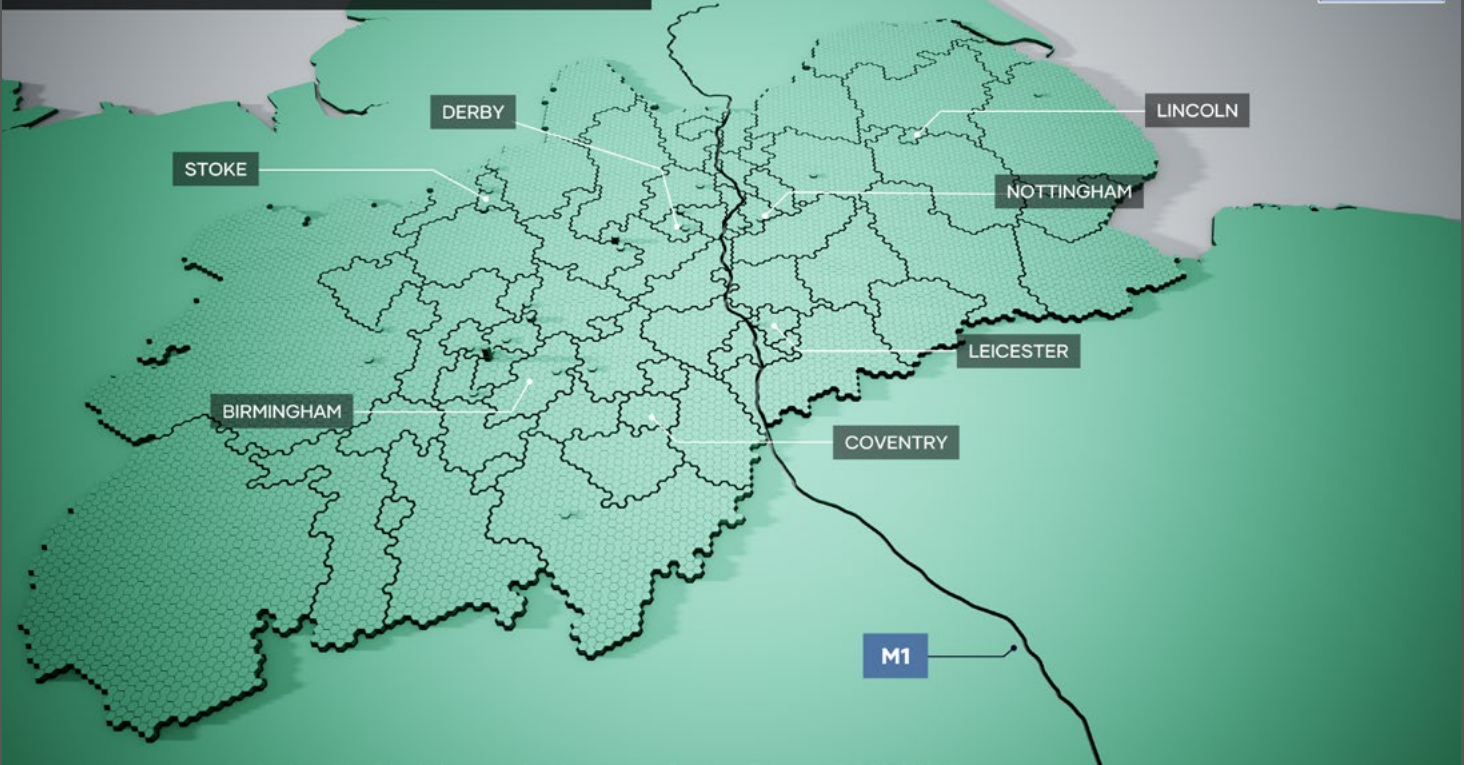 DERBY
LINCOLN
STOKE
NOTTINGHAM
LEICESTER
BIRMINGHAM
COVENTRY
M1